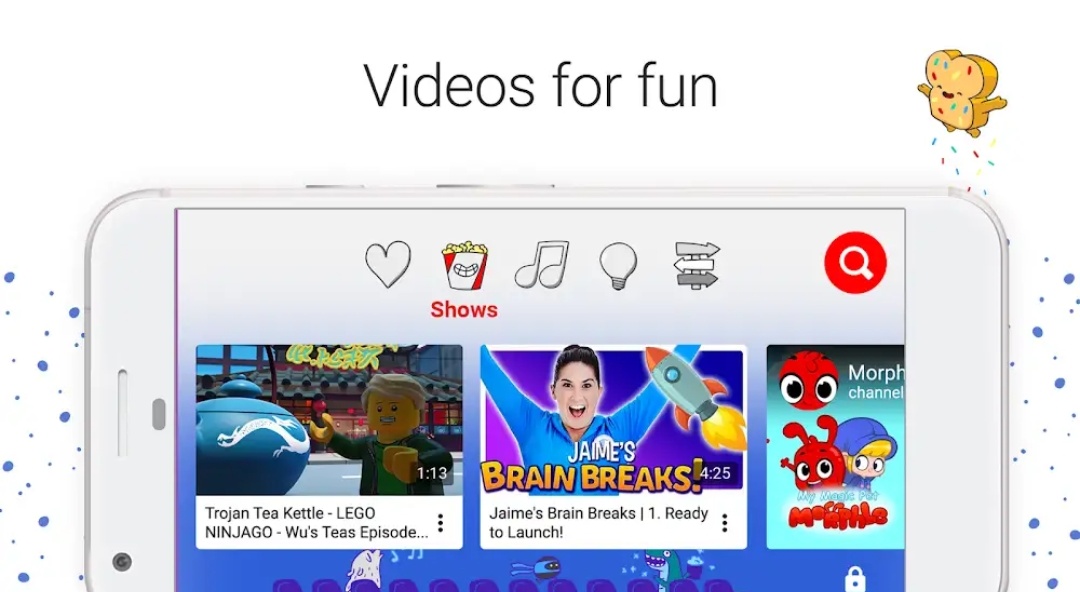 Videos for fun
Shows
1:13
JAIME'S
BRAIN BREAKS!
4:25
Morph
channel
My Magic Pet
MORPHLE
Trojan Tea Kettle - LEGO
NINJAGO - Wu's Teas Episode...
Jaime's Brain Breaks | 1. Ready
to Launch!